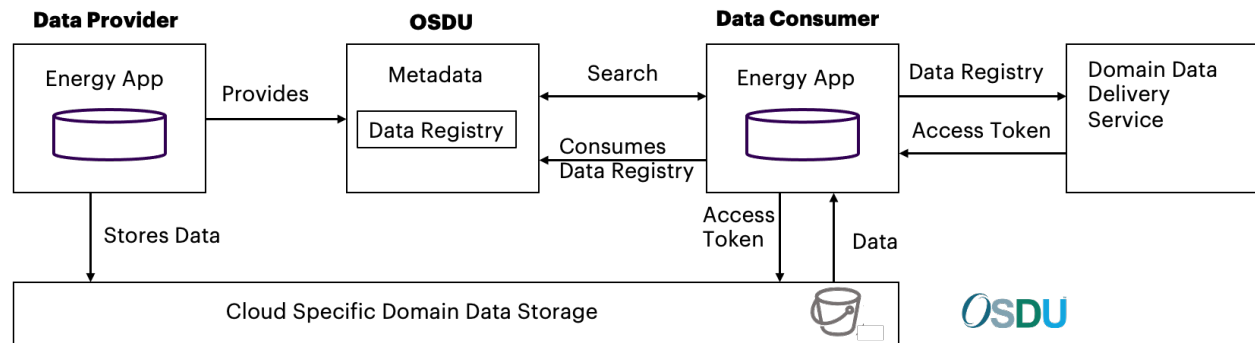 Data Provider
OSDU
Data Consumer
Energy App
Provides
Metadata
Data Registry
Search
Consumes
Data Registry
Energy App
Data Registry
Access Token
Domain Data
Delivery
Service
Stores Data
Access
Token
Data
Cloud Specific Domain Data Storage
OSDU